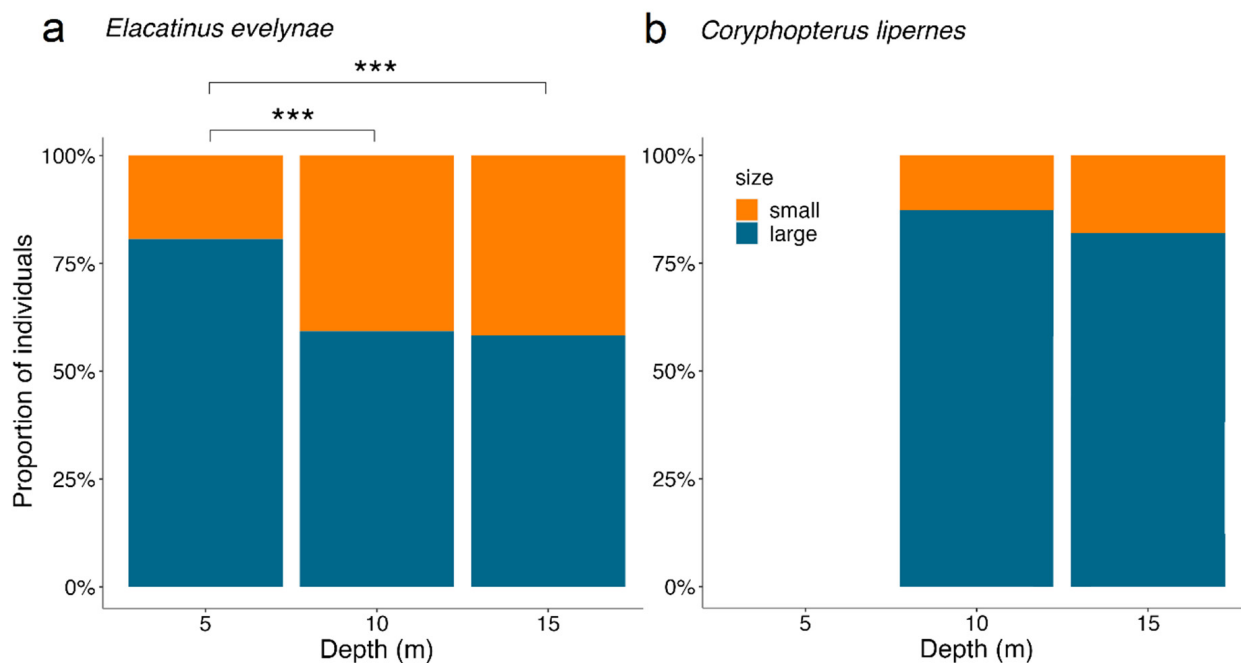 a Elacatinus evelynae
***
***
Proportion of individuals
100%
75%
50%
25%
0%
5 10 15
Depth (m)
b Coryphopterus lipernes
100%
75%
50%
25%
0%
size
small
large
5 10 15
Depth (m)